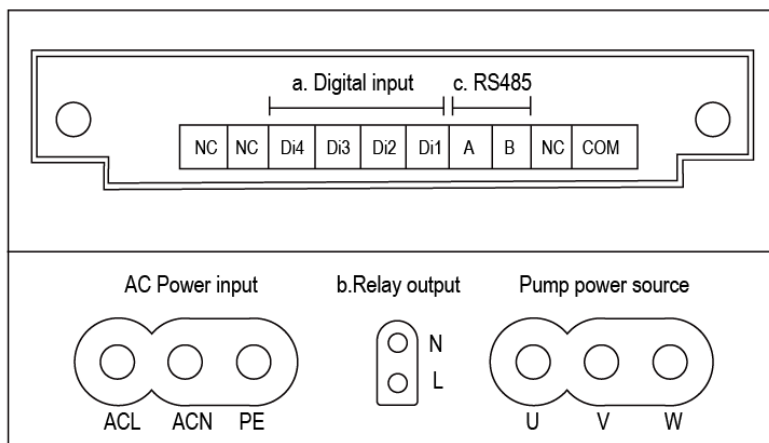 a. Digital input c. RS485
NC NC Di4 Di3 Di2 Di1 A B NC COM
AC Power input b.Relay output Pump power source
N
L
ACL ACN PE U V W